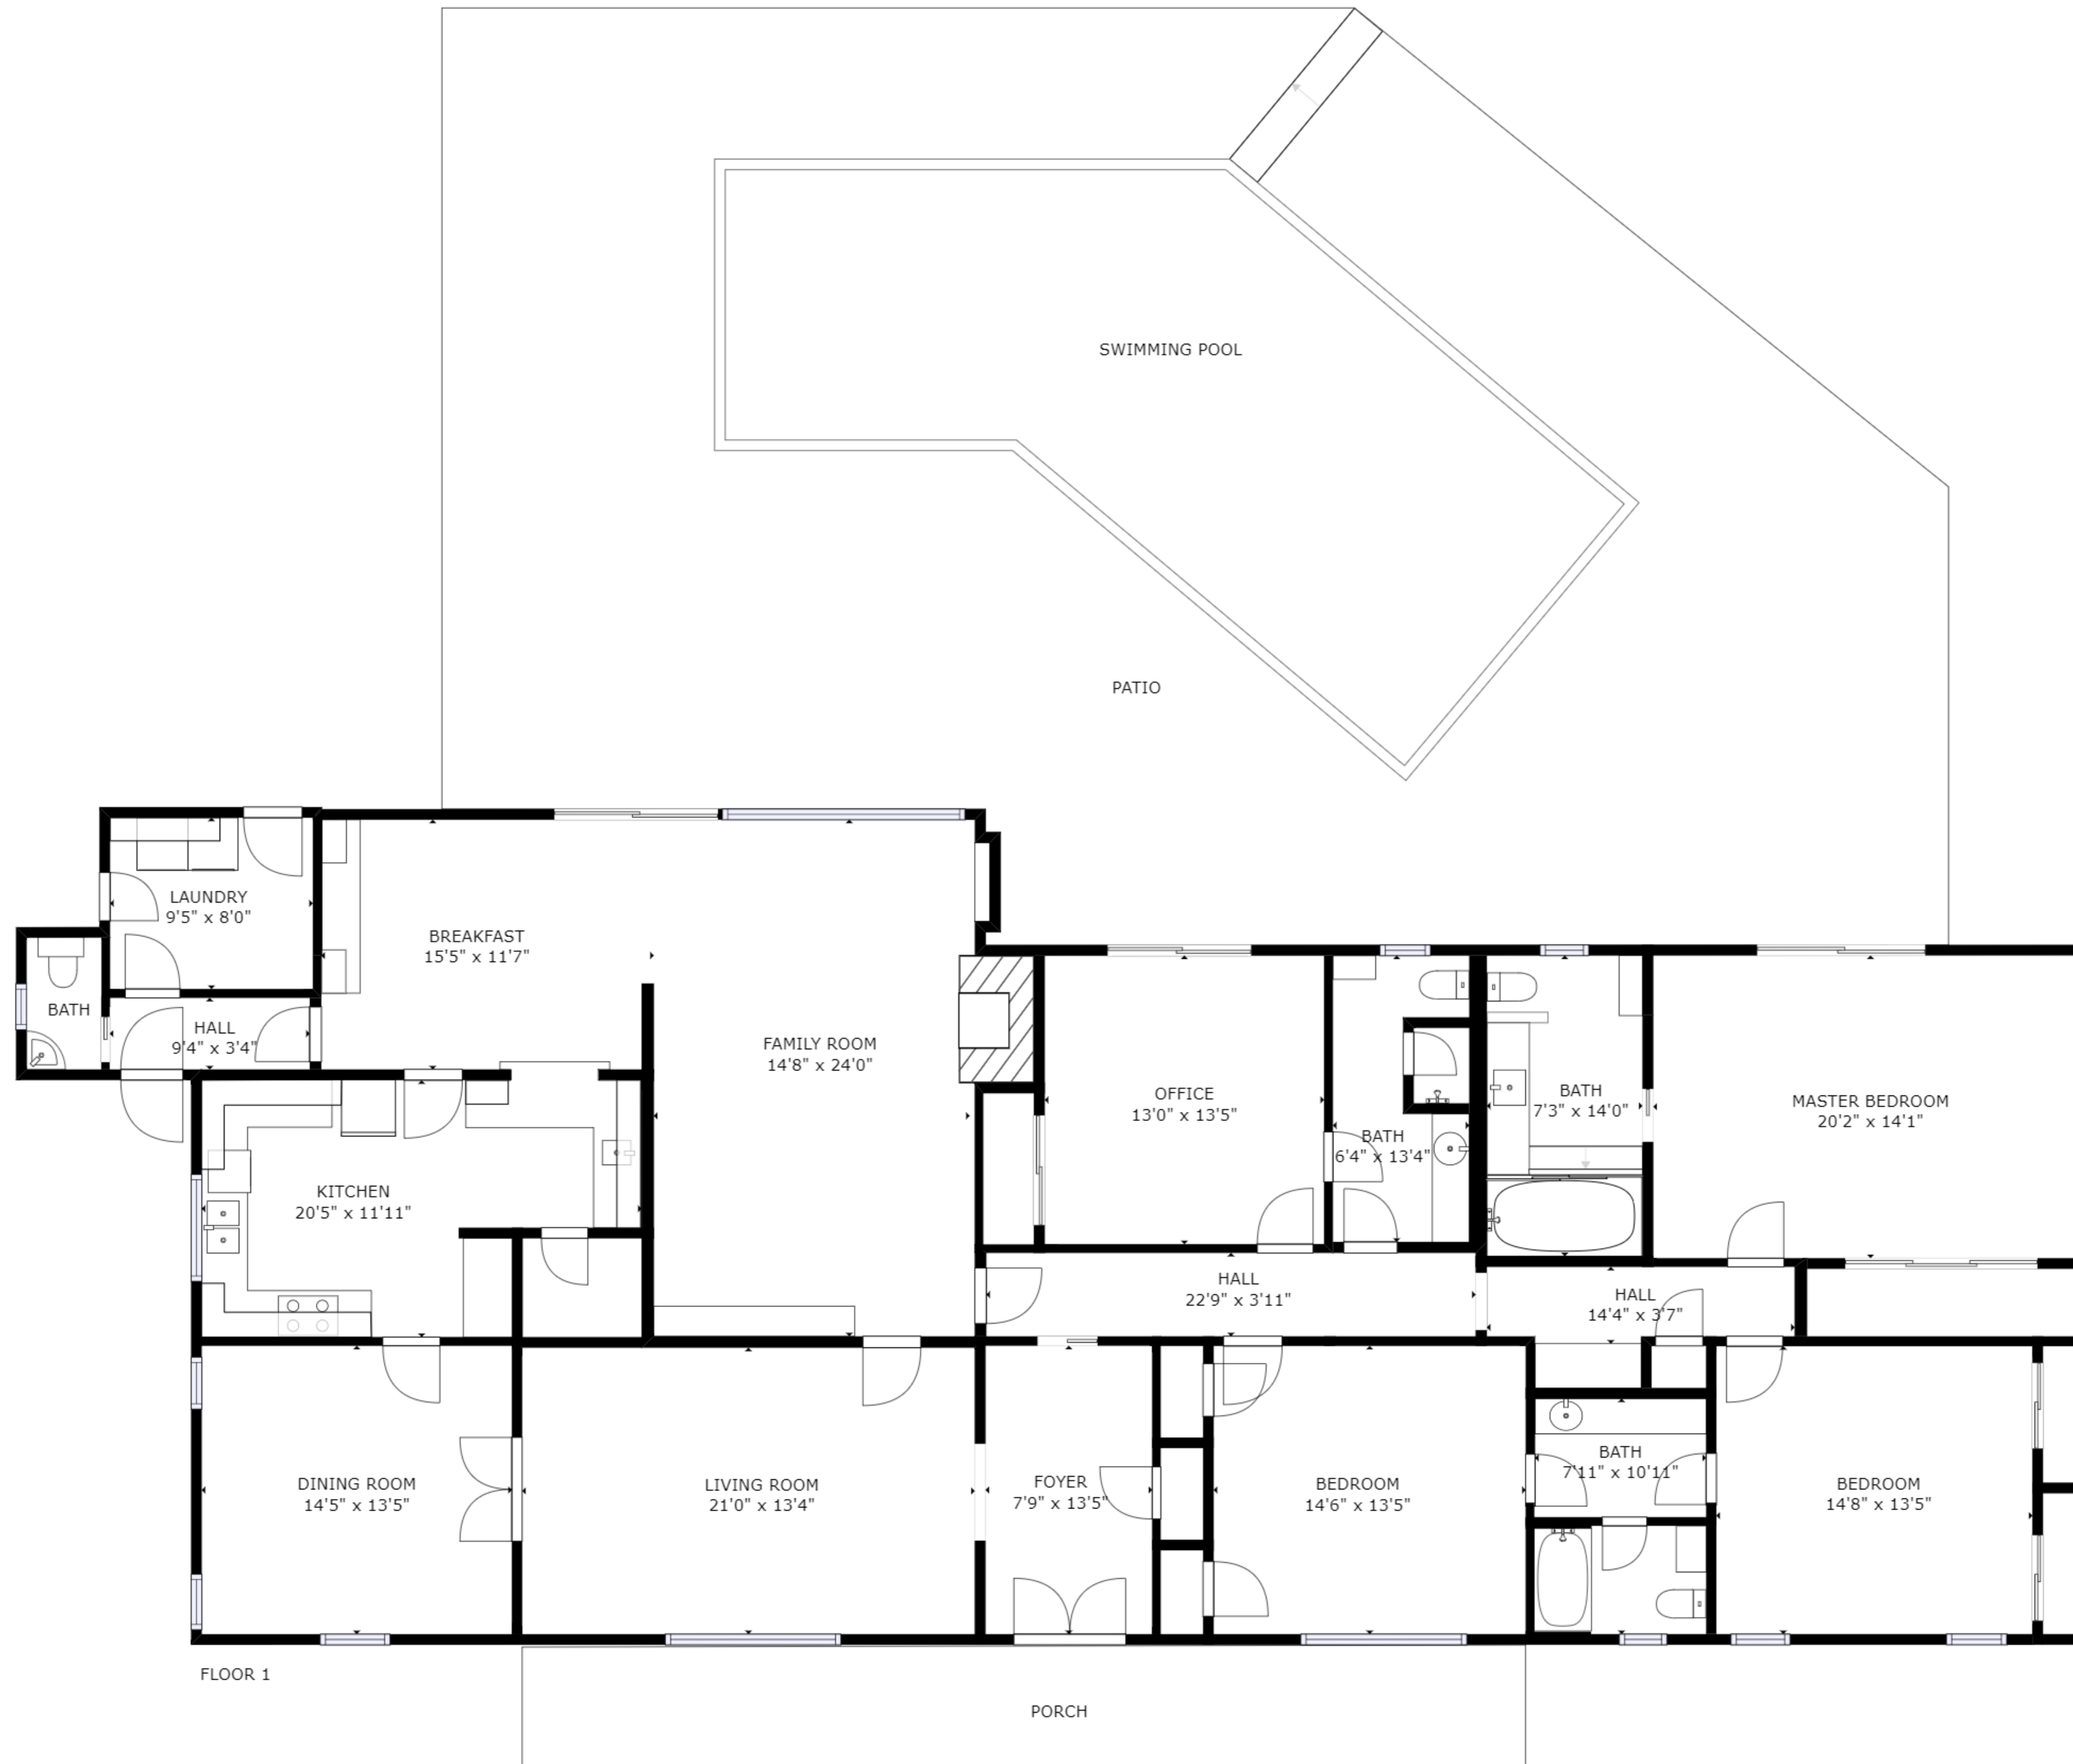 SWIMMING POOL
PATIO
LAUNDRY
9'5" x 8'0"
BREAKFAST
15'5" x 11'7"
BATH
HALL
9'4" x 3'4"
FAMILY ROOM
14'8" x 24'0"
OFFICE
13'0" x 13'5"
BATH
6'4" x 13'4"
BATH
7'3" x 14'0"
MASTER BEDROOM
20'2" x 14'1"
KITCHEN
20'5" x 11'11"
HALL
22'9" x 3'11"
HALL
14'4" x 3'7"
DINING ROOM
14'5" x 13'5"
LIVING ROOM
21'0" x 13'4"
FOYER
7'9" x 13'5"
BEDROOM
14'6" x 13'5"
BATH
7'11" x 10'11"
BEDROOM
14'8" x 13'5"
FLOOR 1
PORCH